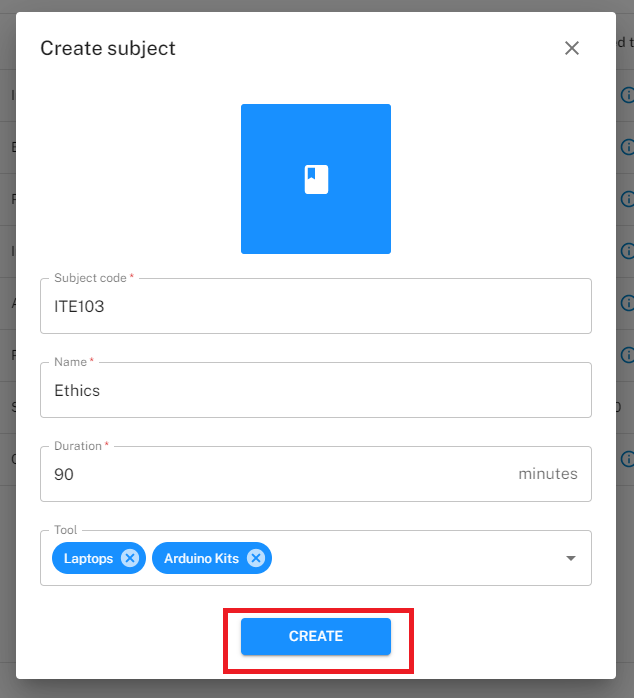 Create subject
Subject code *
ITE103
Name *
Ethics
Duration *
90 minutes
Tool
Laptops Arduino Kits
CREATE